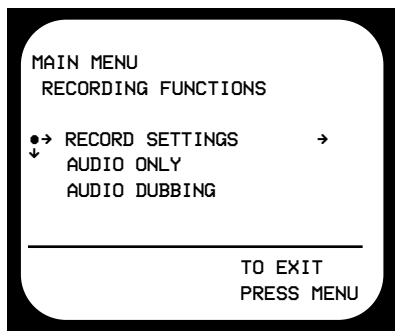 MAIN MENU
RECORDING FUNCTIONS
●→ RECORD SETTINGS →
↓ AUDIO ONLY
AUDIO DUBBING
TO EXIT
PRESS MENU